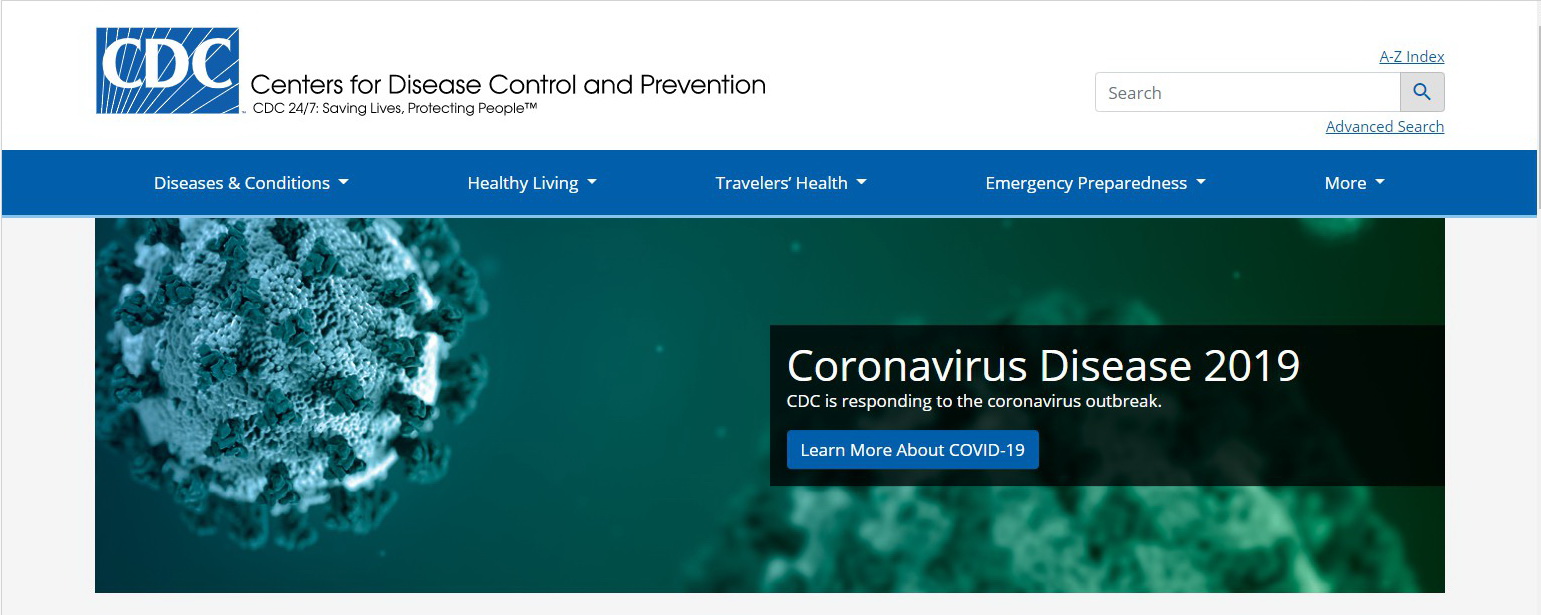 CDC
Centers for Disease Control and Prevention
CDC 24/7: Saving Lives, Protecting People™
A-Z Index
Search
Advanced Search
Diseases & Conditions
Healthy Living
Travelers’ Health
Emergency Preparedness
More
Coronavirus Disease 2019
CDC is responding to the coronavirus outbreak.
Learn More About COVID-19